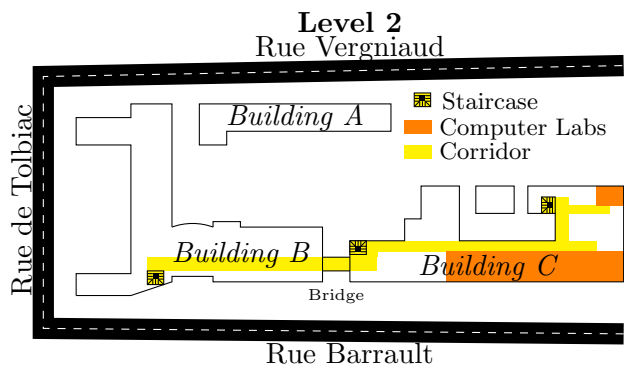 Level 2
Rue Vergniaud
Rue de Tolbiac
Building A
Staircase
Computer Labs
Corridor
Building B
Building C
Bridge
Rue Barrault